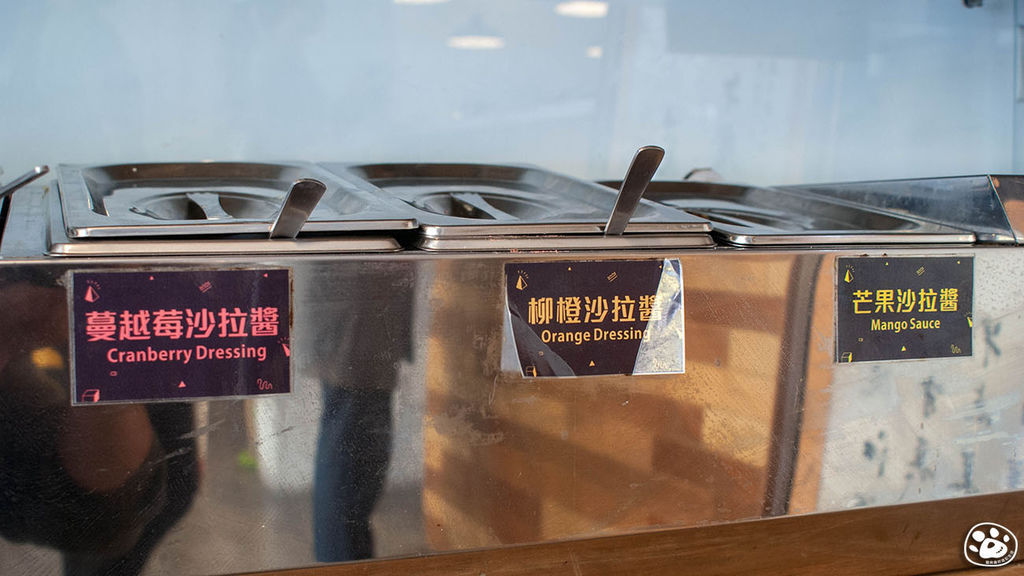 蔓越莓沙拉醬
Cranberry Dressing
柳橙沙拉醬
Orange Dressing
芒果沙拉醬
Mango Sauce